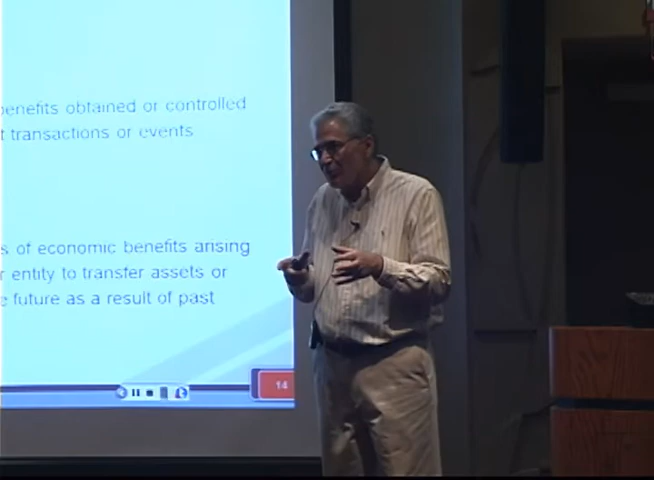 benefits obtained or controlled
t transactions or events
s of economic benefits arising
r entity to transfer assets or
e future as a result of past
14